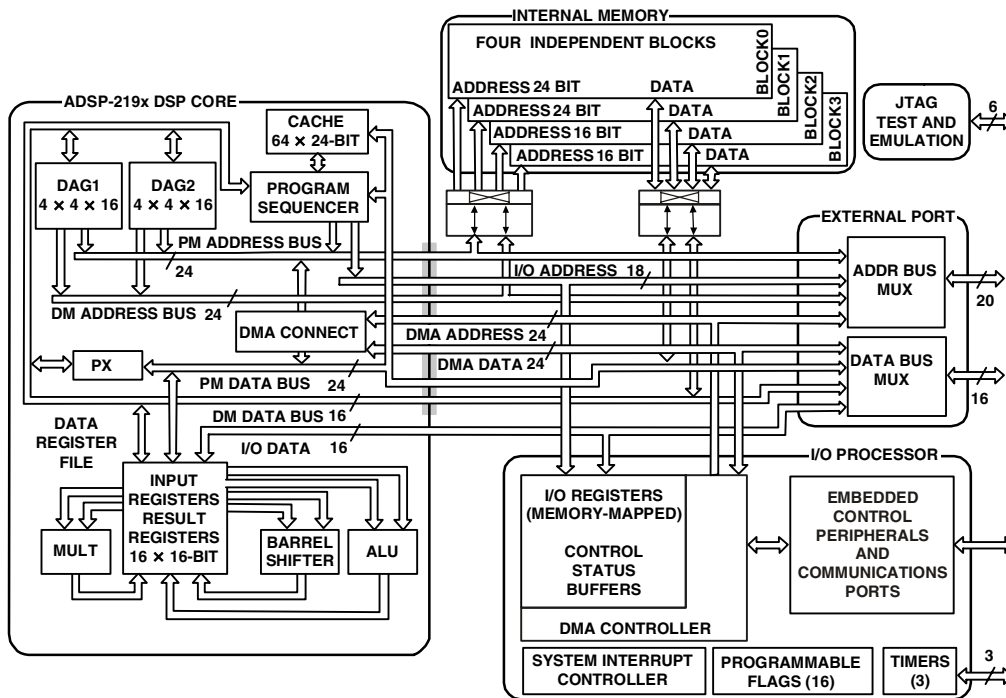 INTERNAL MEMORY
FOUR INDEPENDENT BLOCKS
BLOCK0
BLOCK1
BLOCK2
BLOCK3
ADDRESS 24 BIT DATA
ADDRESS 24 BIT DATA
ADDRESS 16 BIT DATA
ADDRESS 16 BIT DATA
JTAG
TEST AND
EMULATION
6
ADSP-219x DSP CORE
CACHE
64 × 24-BIT
DAG1
4 × 4 × 16
DAG2
4 × 4 × 16
PROGRAM
SEQUENCER
EXTERNAL PORT
ADDR BUS
MUX
20
DATA BUS
MUX
16
PM ADDRESS BUS
24
I/O ADDRESS 18
DM ADDRESS BUS 24
DMA CONNECT
DMA ADDRESS 24
DMA DATA 24
PX
PM DATA BUS 24
DM DATA BUS 16
I/O DATA 16
DATA
REGISTER
FILE
INPUT
REGISTERS
RESULT
REGISTERS
16 × 16-BIT
MULT
BARREL
SHIFTER
ALU
I/O PROCESSOR
I/O REGISTERS
(MEMORY-MAPPED)
CONTROL
STATUS
BUFFERS
DMA CONTROLLER
EMBEDDED
CONTROL
PERIPHERALS
AND
COMMUNICATIONS
PORTS
SYSTEM INTERRUPT
CONTROLLER
PROGRAMMABLE
FLAGS (16)
TIMERS
(3)
3